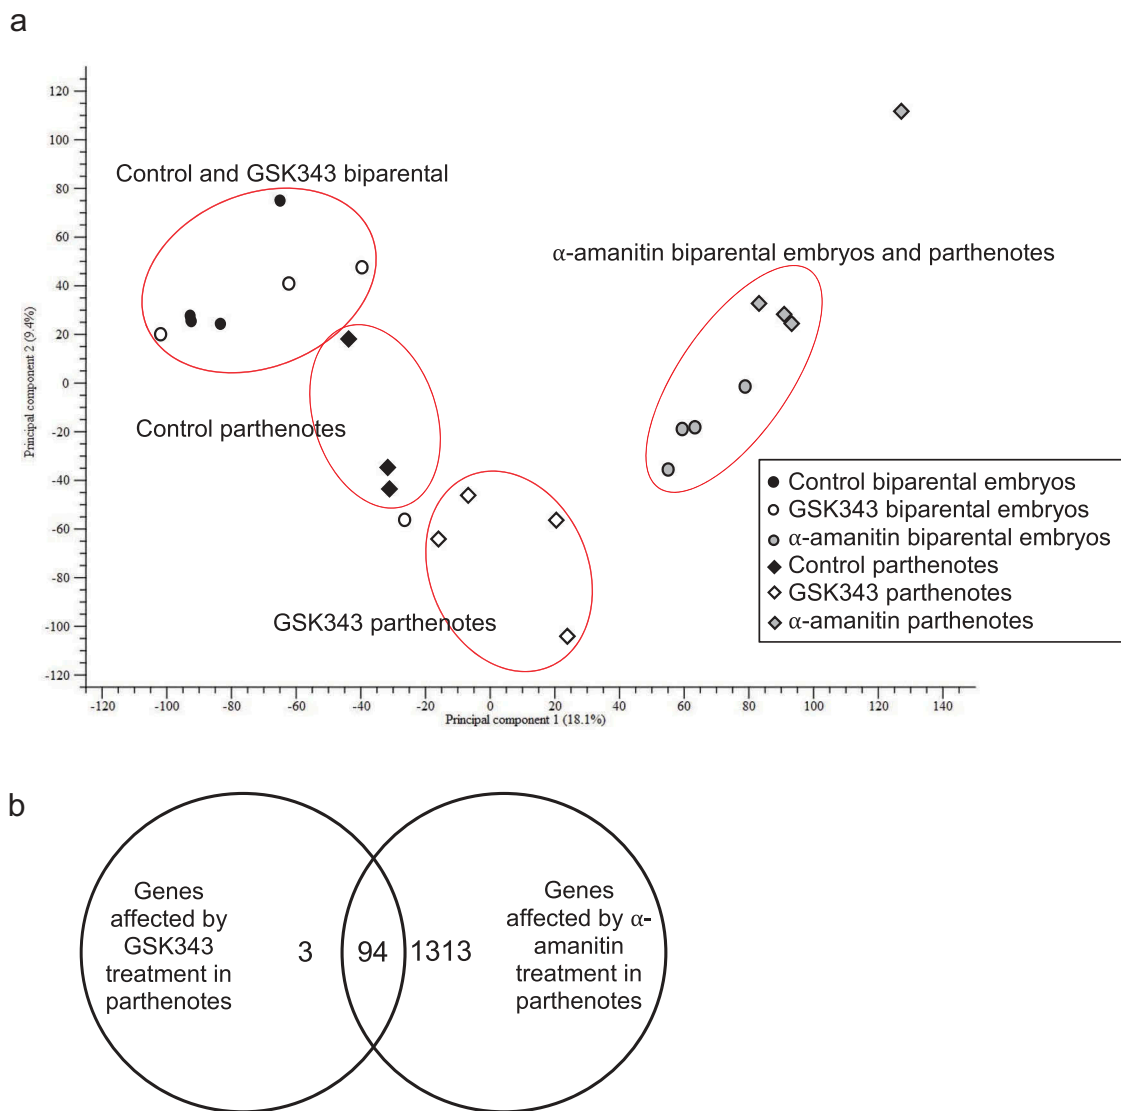 a
120
100
80
60
40
20
0
-20
-40
-60
-80
-100
-120
Principal component 2 (9.4%)
Control and GSK343 biparental
α-amanitin biparental embryos and parthenotes
Control parthenotes
GSK343 parthenotes
Control biparental embryos
GSK343 biparental embryos
α-amanitin biparental embryos
Control parthenotes
GSK343 parthenotes
α-amanitin parthenotes
-120 -100 -80 -60 -40 -20 0 20 40 60 80 100 120 140
Principal component 1 (18.1%)
b
Genes
affected by
GSK343
treatment in
parthenotes
3
94
1313
Genes
affected by α-
amanitin
treatment in
parthenotes